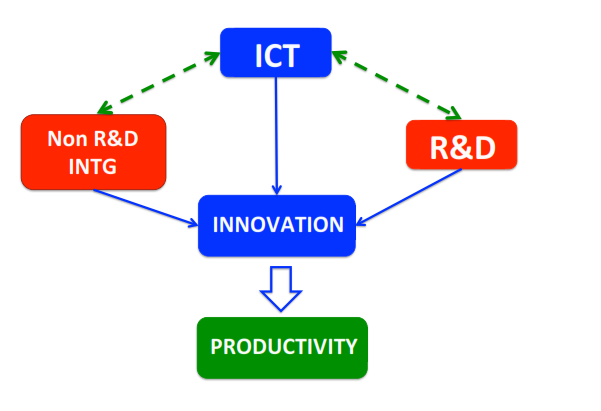 ICT
Non R&D
INTG
R&D
INNOVATION
PRODUCTIVITY